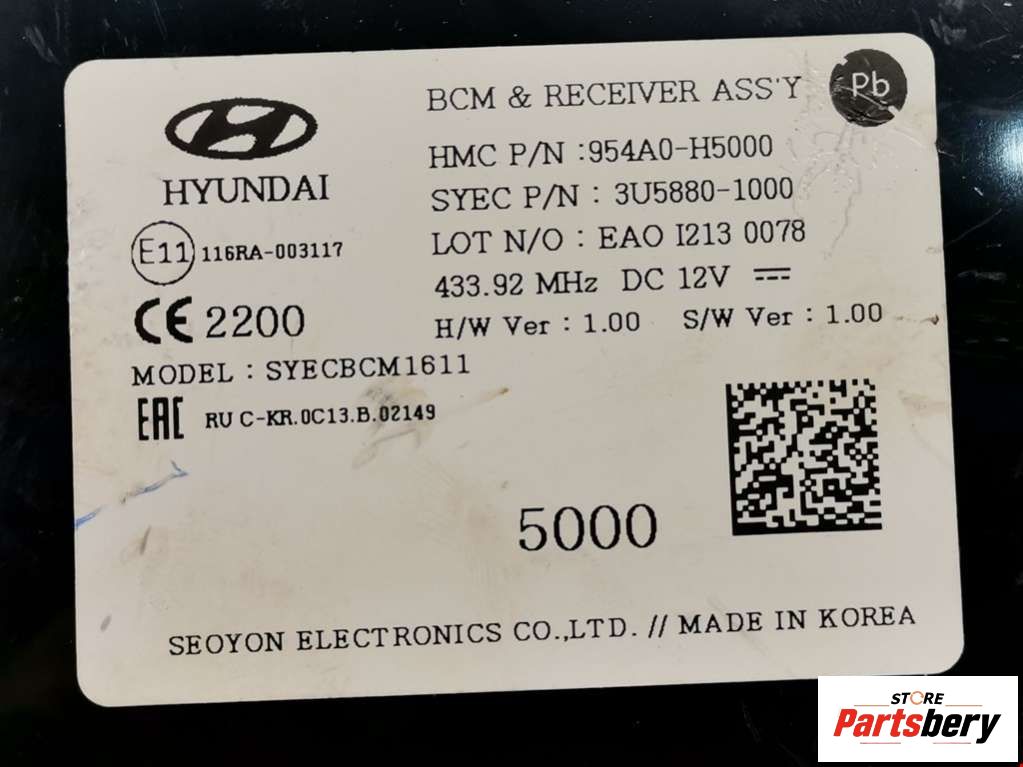 BCM & RECEIVER ASS'Y
Pb
HYUNDAI
HMC P/N :954A0-H5000
SYEC P/N : 3U5880-1000
E11 116RA-003117
LOT N/O : EAO I213 0078
433.92 MHz DC 12V
CE 2200
H/W Ver : 1.00 S/W Ver : 1.00
MODEL : SYECBCM1611
EAC RU C-KR.0C13.B.02149
5000
SEOYON ELECTRONICS CO.,LTD. // MADE IN KOREA
STORE
Partsbery